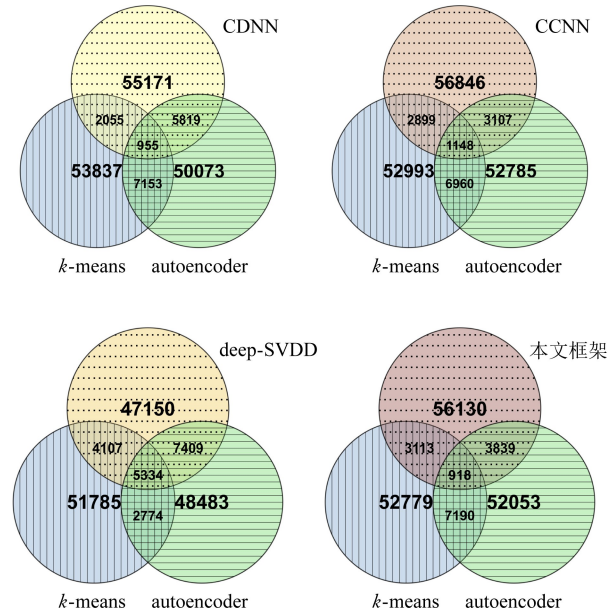 CDNN
55171
2055
5819
955
53837
50073
7153
k-means
autoencoder
CCNN
56846
2899
3107
1148
52993
52785
6960
k-means
autoencoder
deep-SVDD
47150
4107
7409
5334
51785
48483
2774
k-means
autoencoder
本文框架
56130
3113
3839
918
52779
52053
7190
k-means
autoencoder